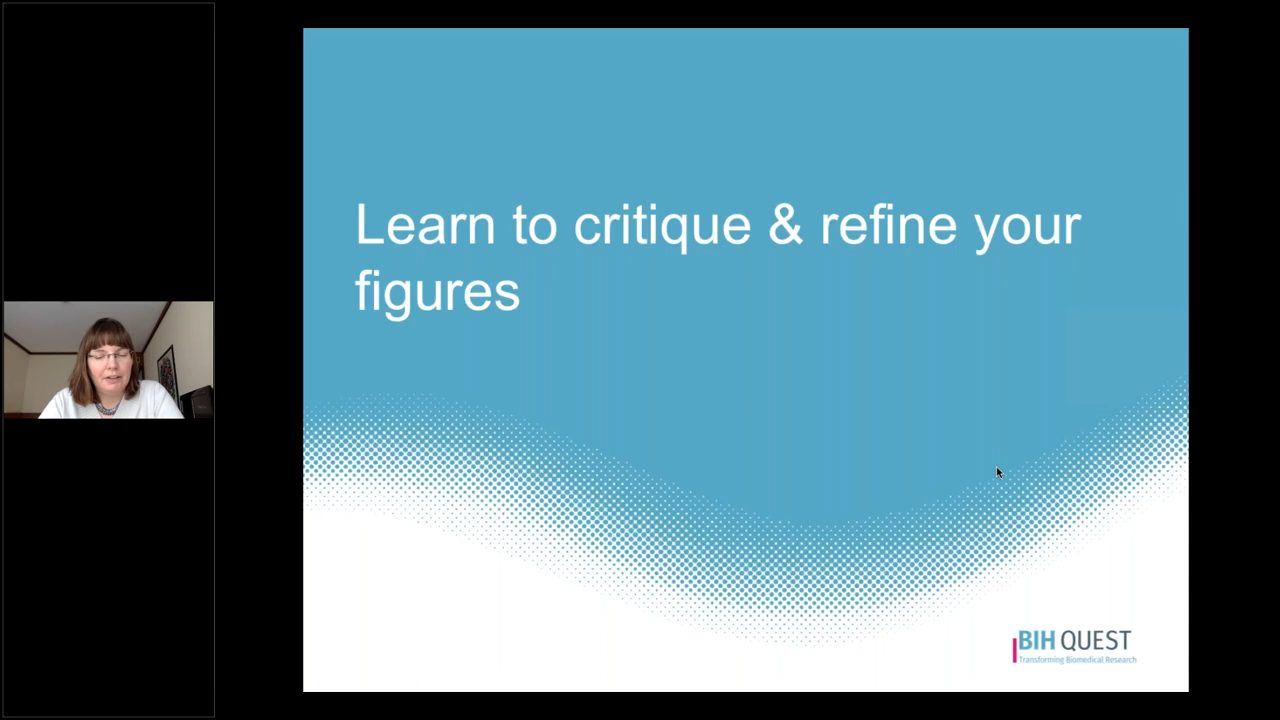 Learn to critique & refine your
figures
BIH QUEST
Transforming Biomedical Research